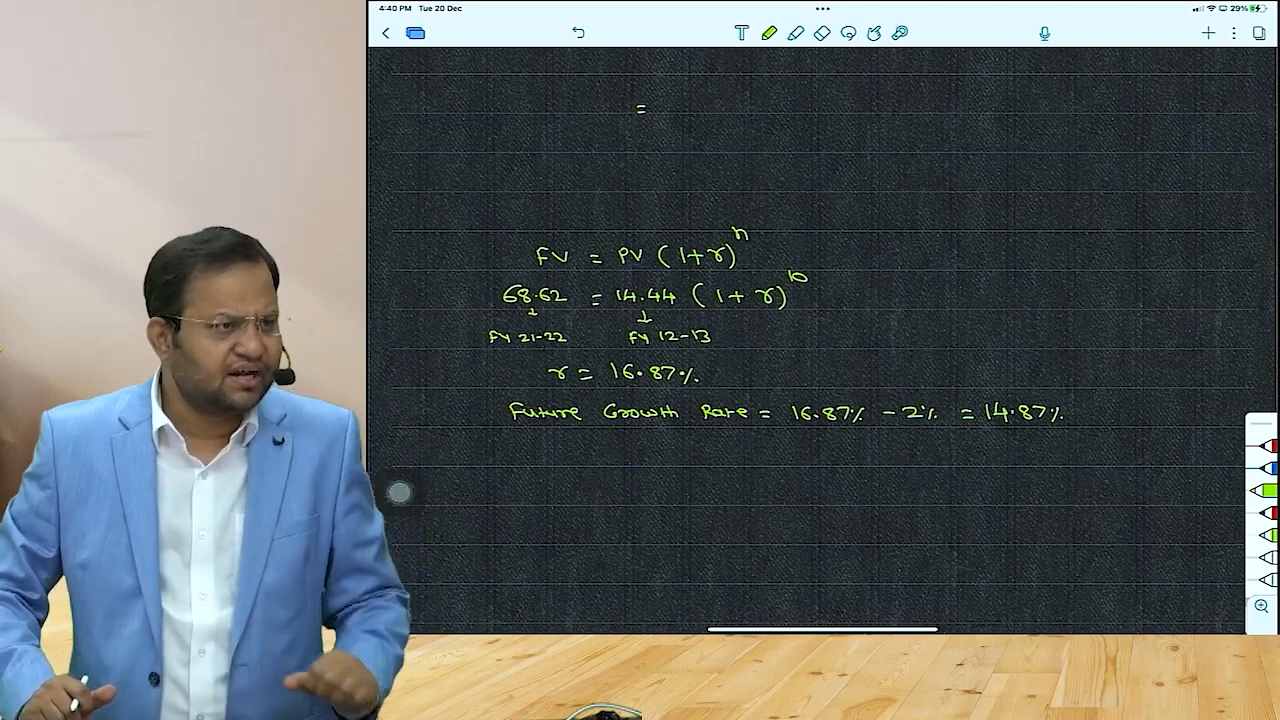 4:40 PM Tue 20 Dec
29%
T
=
FV = PV (1+r)^n
68.62 = 14.44 (1+r)^10
↓ ↓
FY 21-22 FY 12-13
r = 16.87%
Future Growth Rate = 16.87% - 2% = 14.87%